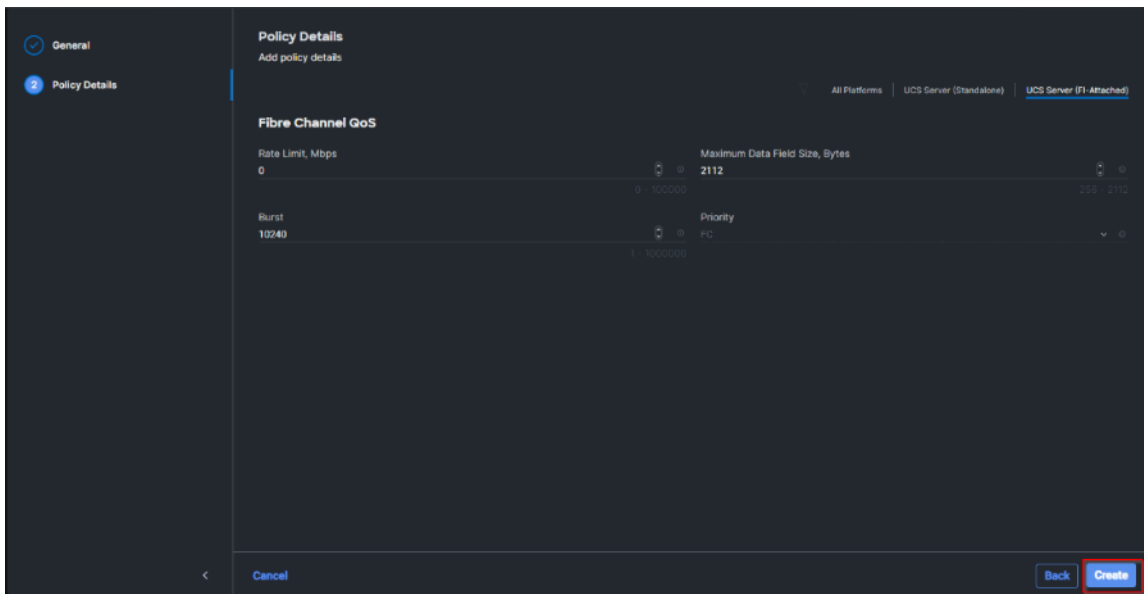 General
2 Policy Details
Policy Details
Add policy details
All Platforms UCS Server (Standalone) UCS Server (FI-Attached)
Fibre Channel QoS
Rate Limit, Mbps
0
0 - 100000
Maximum Data Field Size, Bytes
2112
256 - 2112
Burst
10240
1 - 1000000
Priority
FC
Cancel Back Create